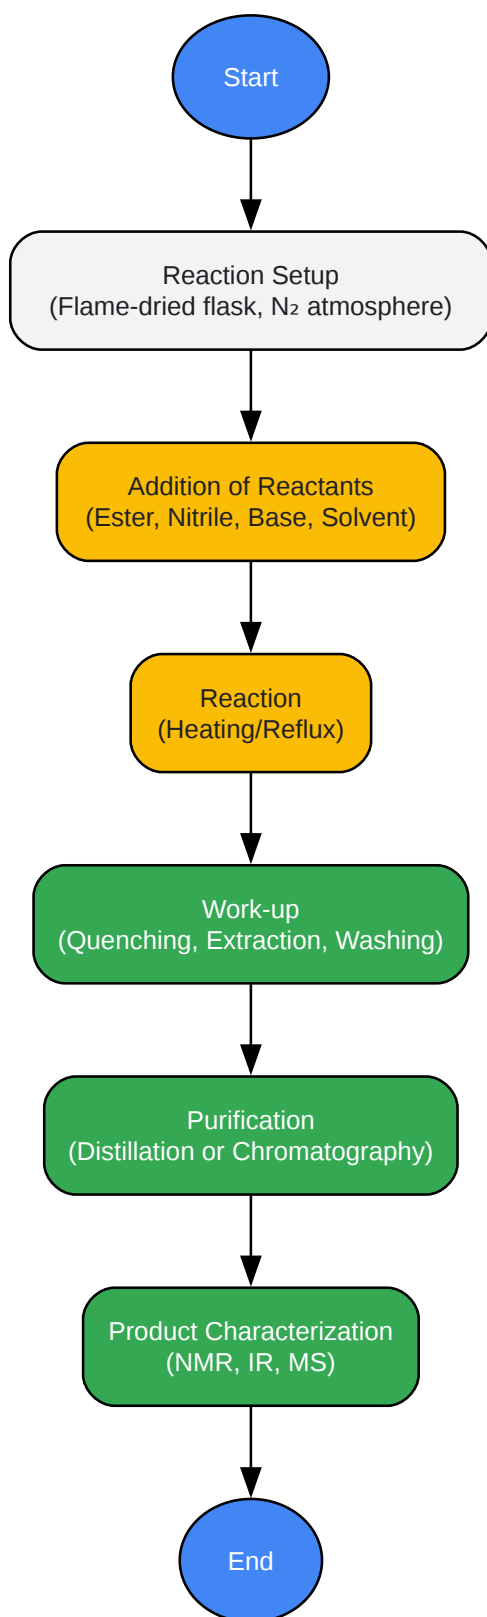 Start
Reaction Setup
(Flame-dried flask, N₂ atmosphere)
Addition of Reactants
(Ester, Nitrile, Base, Solvent)
Reaction
(Heating/Reflux)
Work-up
(Quenching, Extraction, Washing)
Purification
(Distillation or Chromatography)
Product Characterization
(NMR, IR, MS)
End